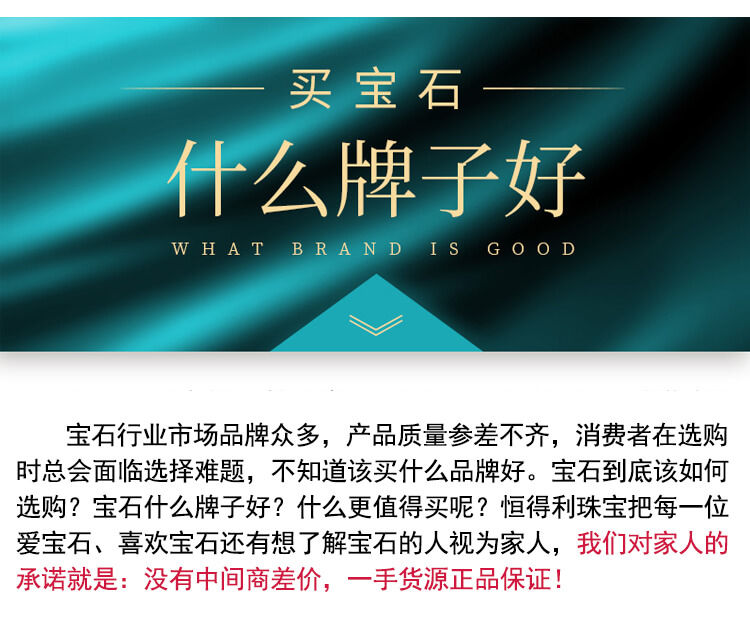 买宝石
什么牌子好
WHAT BRAND IS GOOD
宝石行业市场品牌众多，产品质量参差不齐，消费者在选购
时总会面临选择难题，不知道该买什么品牌好。宝石到底该如何
选购？宝石什么牌子好？什么更值得买呢？恒得利珠宝把每一位
爱宝石、喜欢宝石还有想了解宝石的人视为家人，我们对家人的
承诺就是：没有中间商差价，一手货源正品保证！